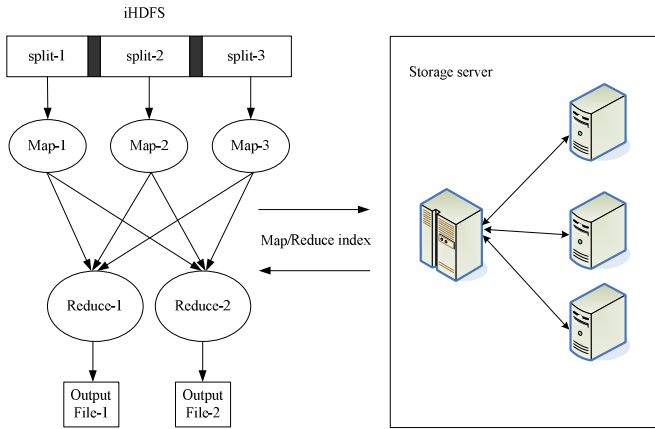 iHDFS
split-1
split-2
split-3
Storage server
Map-1
Map-2
Map-3
Map/Reduce index
Reduce-1
Reduce-2
Output
File-1
Output
File-2